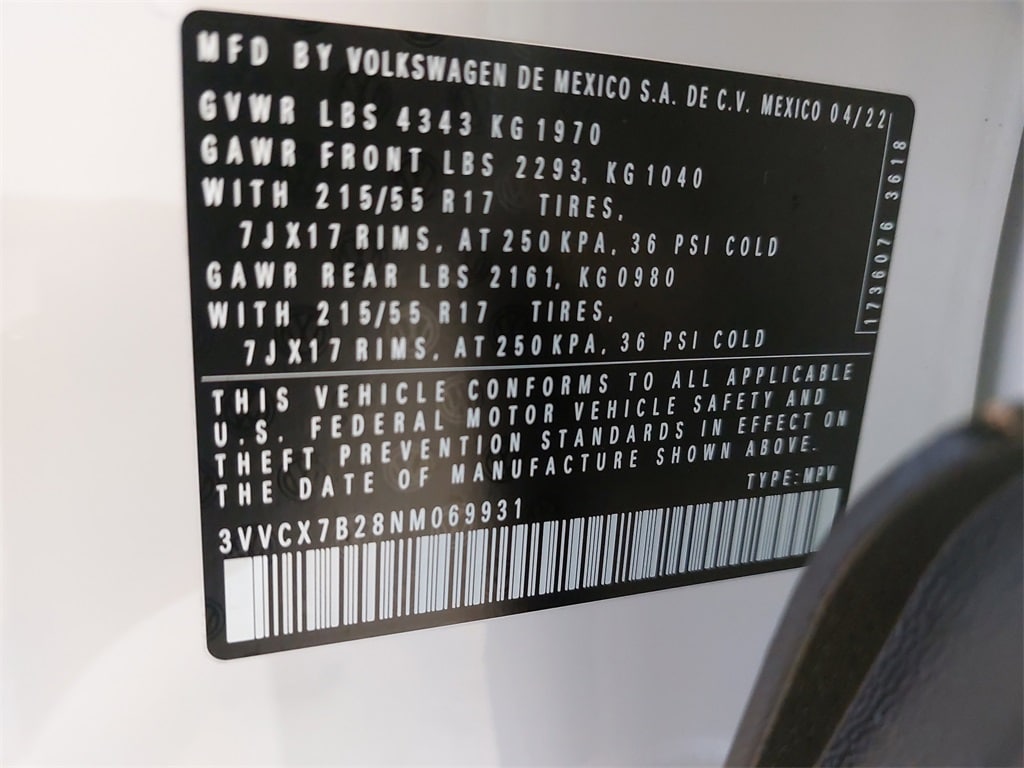 MFD BY VOLKSWAGEN DE MEXICO S.A. DE C.V. MEXICO 04/22
GVWR LBS 4343 KG 1970
GAWR FRONT LBS 2293, KG 1040
WITH 215/55 R17 TIRES,
7JX17 RIMS, AT 250 KPA, 36 PSI COLD
GAWR REAR LBS 2161, KG 0980
WITH 215/55 R17 TIRES,
7JX17 RIMS, AT 250 KPA, 36 PSI COLD
1736076 3618
THIS VEHICLE CONFORMS TO ALL APPLICABLE
U.S. FEDERAL MOTOR VEHICLE SAFETY AND
THEFT PREVENTION STANDARDS IN EFFECT ON
THE DATE OF MANUFACTURE SHOWN ABOVE.
TYPE: MPV
3VVCX7B28NM069931